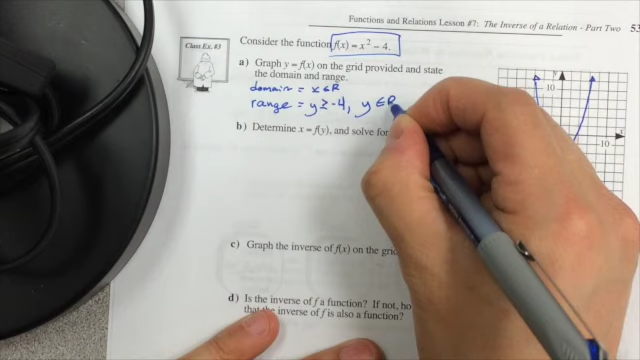 Functions and Relations Lesson #7: The Inverse of a Relation - Part Two 53
Class Ex. #3
Consider the function f(x) = x² − 4.
a) Graph y = f(x) on the grid provided and state
the domain and range.
domain = x ∈ R
range = y ≥ -4, y ∈ R
b) Determine x = f(y), and solve for
c) Graph the inverse of f(x) on the grid
d) Is the inverse of f a function? If not, ho
that the inverse of f is also a function?
y
10
10